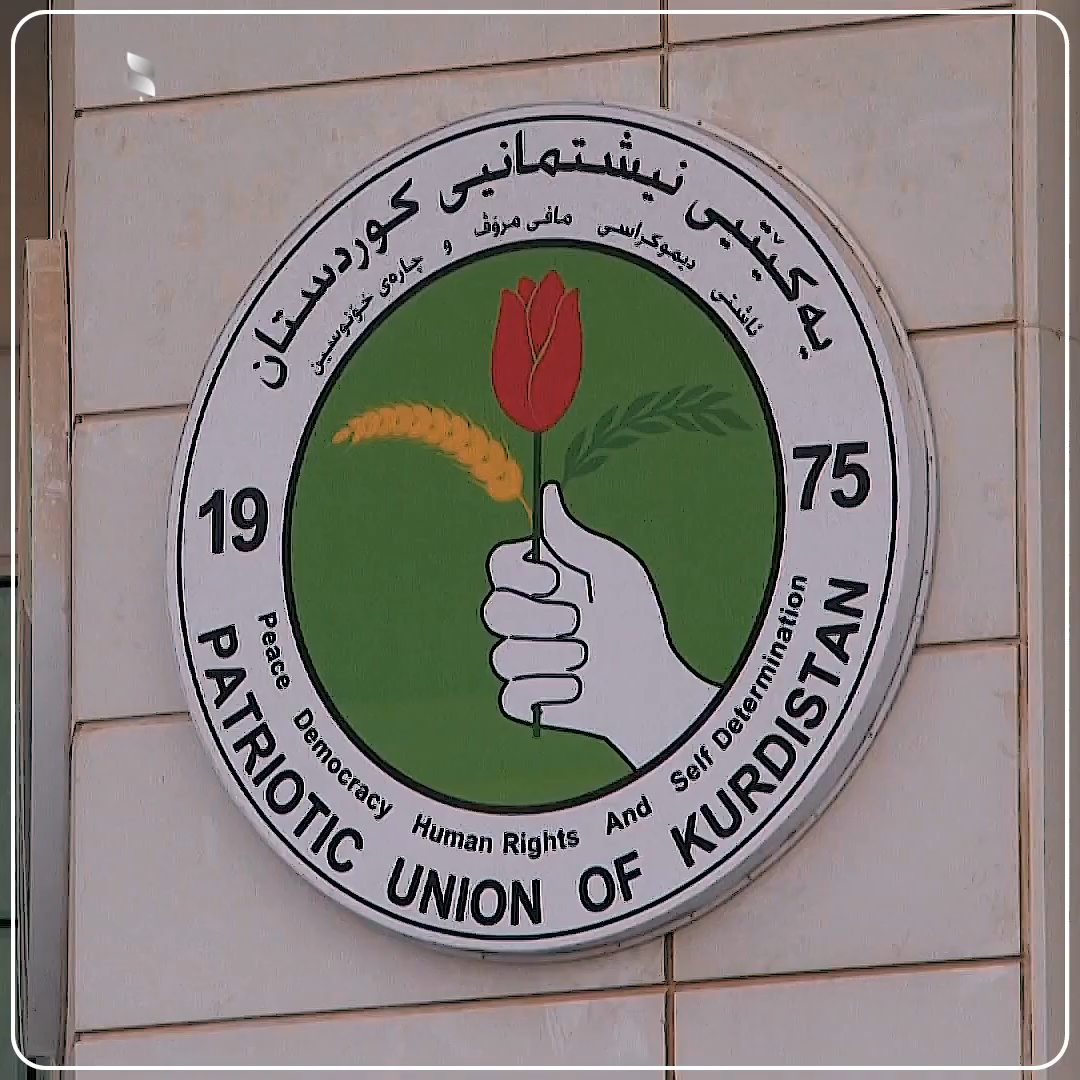 یەکێتیی نیشتمانیی کوردستان
ئاشتی دیموکراسی مافی مرۆڤ و چارەی خۆنوسین
19 75
Peace Democracy Human Rights And Self Determination
PATRIOTIC UNION OF KURDISTAN